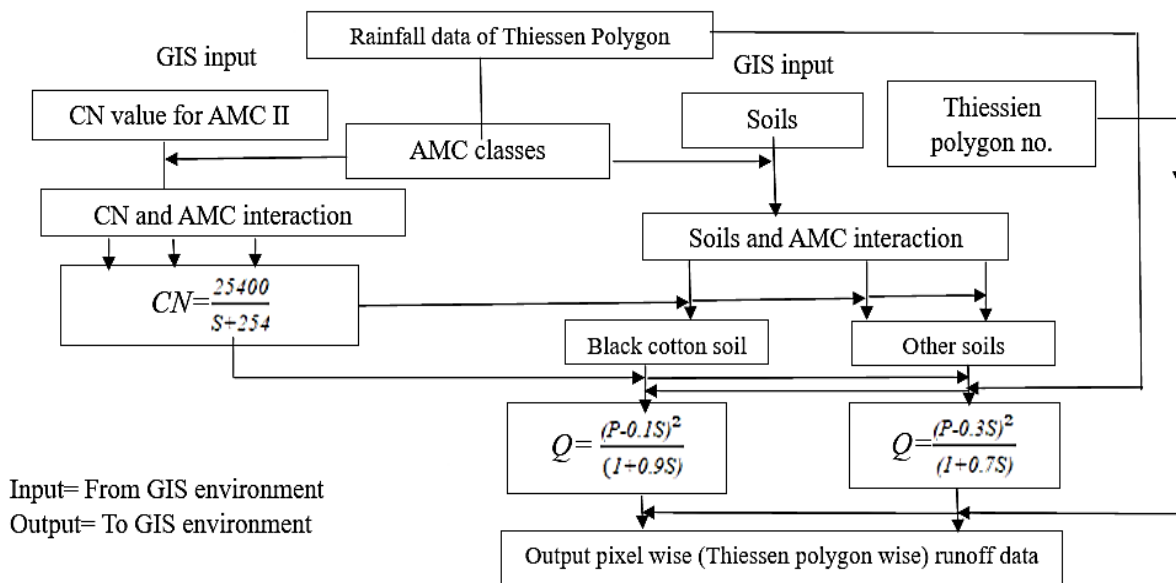 Rainfall data of Thiessen Polygon
GIS input
GIS input
CN value for AMC II
Soils
Thiessien
polygon no.
AMC classes
CN and AMC interaction
Soils and AMC interaction
CN=25400/S+254
Black cotton soil
Other soils
Q=(P-0.1S)²/(1+0.9S)
Q=(P-0.3S)²/(1+0.7S)
Input= From GIS environment
Output= To GIS environment
Output pixel wise (Thiessen polygon wise) runoff data